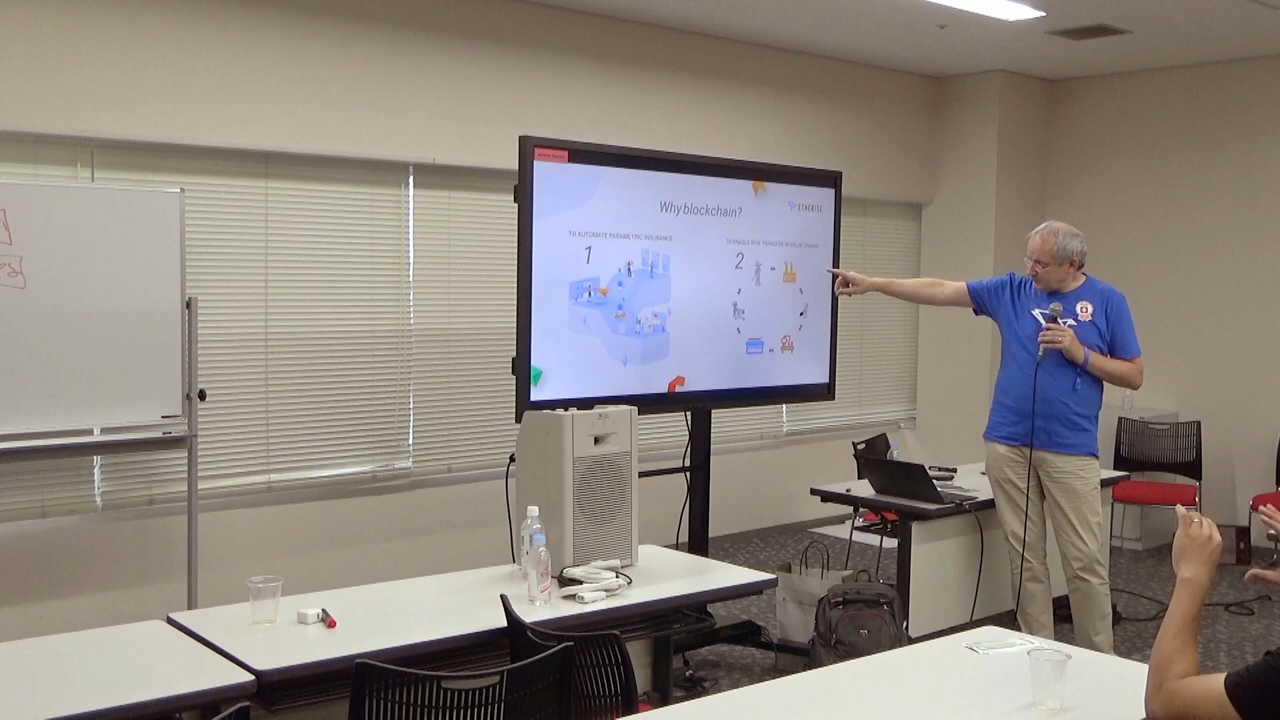 Why blockchain?
ETHERISC
TO AUTOMATE PARAMETRIC INSURANCE
TO ENABLE RISK TRANSFER IN VALUE CHAINS
1
2